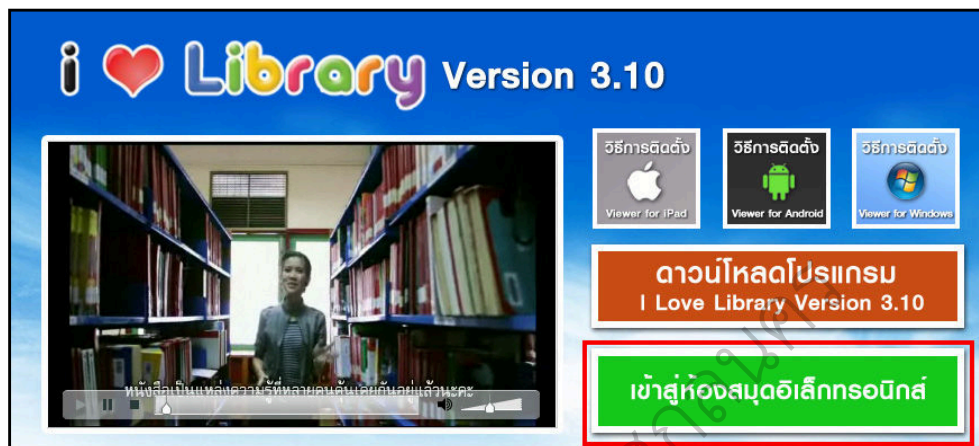 i Library Version 3.10
วิธีการติดตั้ง
Viewer for iPad
วิธีการติดตั้ง
Viewer for Android
วิธีการติดตั้ง
Viewer for Windows
ดาวน์โหลดโปรแกรม
I Love Library Version 3.10
หนังสือเป็นแหล่งความรู้ที่หลายคนคุ้นเคยกันอยู่แล้วนะคะ
เข้าสู่ห้องสมุดอิเล็กทรอนิกส์